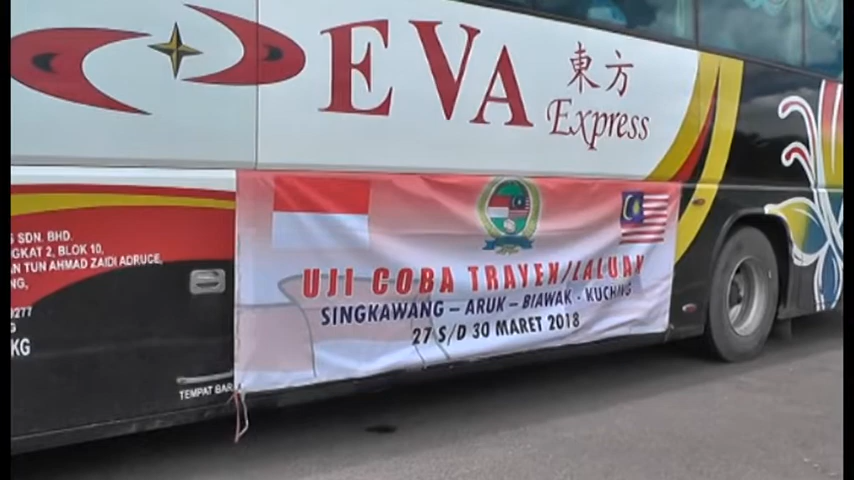 EVA
東方
Express
UJI COBA TRAYEK/LALUAN
SINGKAWANG – ARUK – BIAWAK - KUCHING
27 S/D 30 MARET 2018
SDN. BHD.
GKAT 2, BLOK 10,
N TUN AHMAD ZAIDI ADRUCE,
NG,
0277
KG
TEMPAT BAR